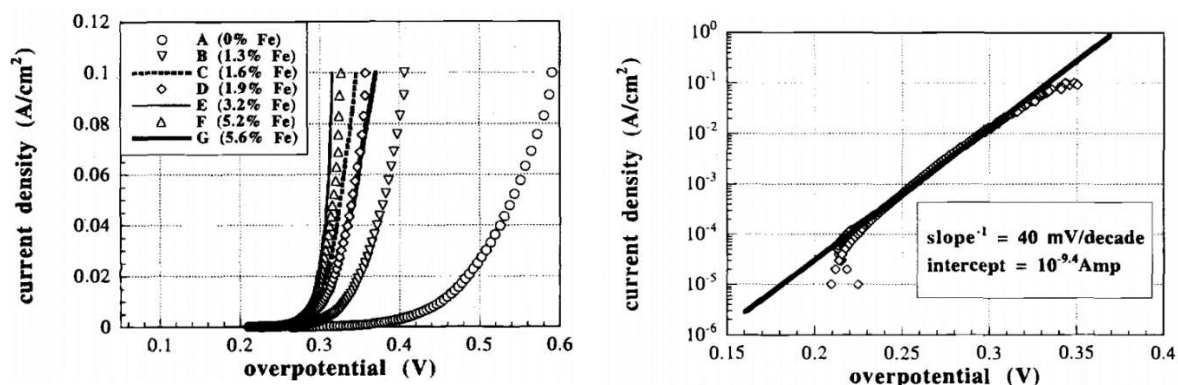 current density (A/cm²)
0.12
0.1
0.08
0.06
0.04
0.02
0
A (0% Fe)
B (1.3% Fe)
C (1.6% Fe)
D (1.9% Fe)
E (3.2% Fe)
F (5.2% Fe)
G (5.6% Fe)
0.1 0.2 0.3 0.4 0.5 0.6
overpotential (V)
current density (A/cm²)
10⁰
10⁻¹
10⁻²
10⁻³
10⁻⁴
10⁻⁵
10⁻⁶
slope⁻¹ = 40 mV/decade
intercept = 10⁻⁹·⁴Amp
0.15 0.2 0.25 0.3 0.35 0.4
overpotential (V)